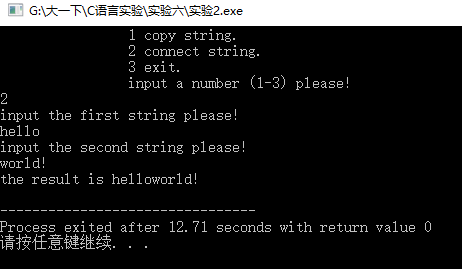 G:\大一下\C语言实验\实验六\实验2.exe
1 copy string.
2 connect string.
3 exit.
input a number (1-3) please!
2
input the first string please!
hello
input the second string please!
world!
the result is helloworld!
--------------------------------
Process exited after 12.71 seconds with return value 0
请按任意键继续. . .